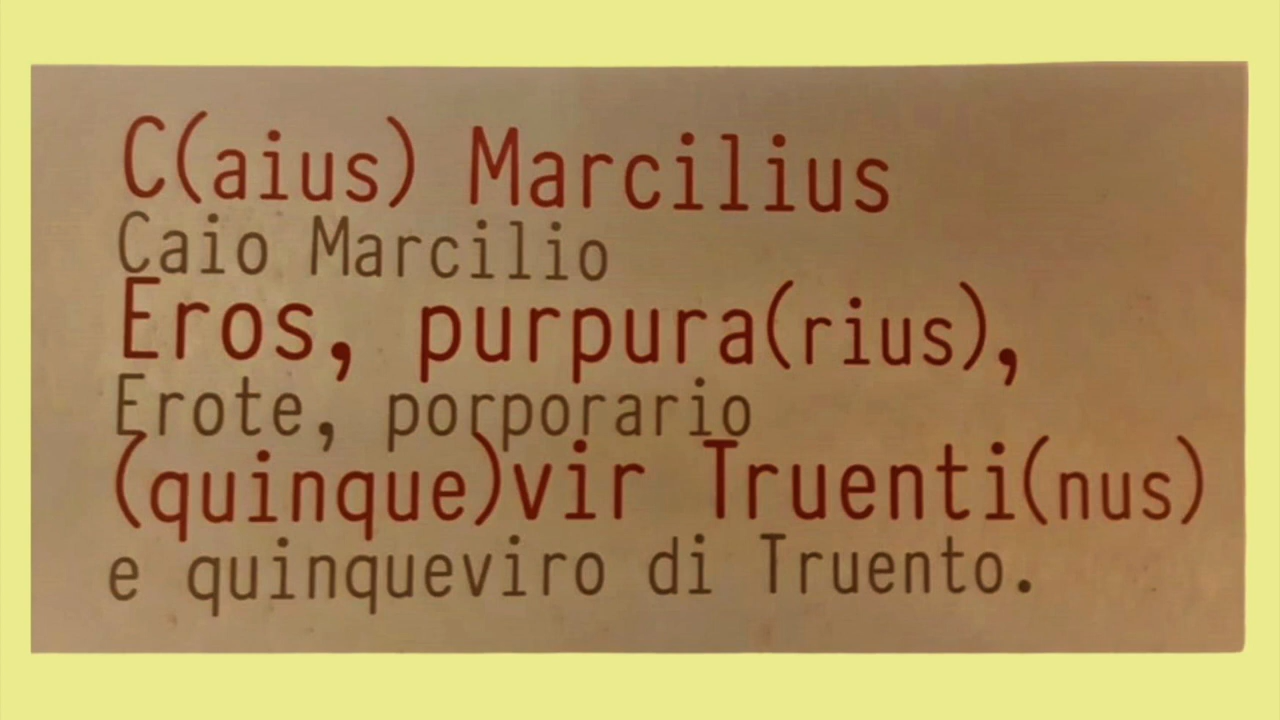 C(aius) Marcilius
Caio Marcilio
Eros, purpura(rius),
Erote, porporario
(quinque)vir Truenti(nus)
e quinqueviro di Truento.